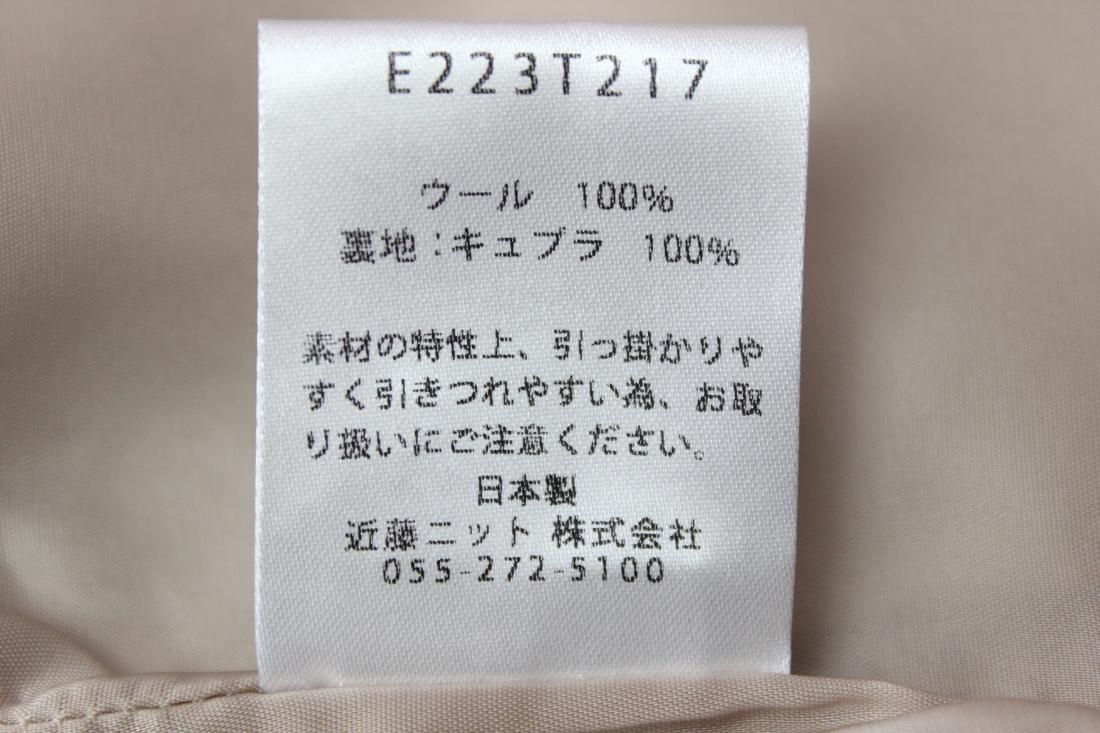 E223T217
ウール　100%
裏地：キュプラ　100%
素材の特性上、引っ掛かりや
すく引きつれやすい為、お取
り扱いにご注意ください。
日本製
近藤ニット 株式会社
055-272-5100